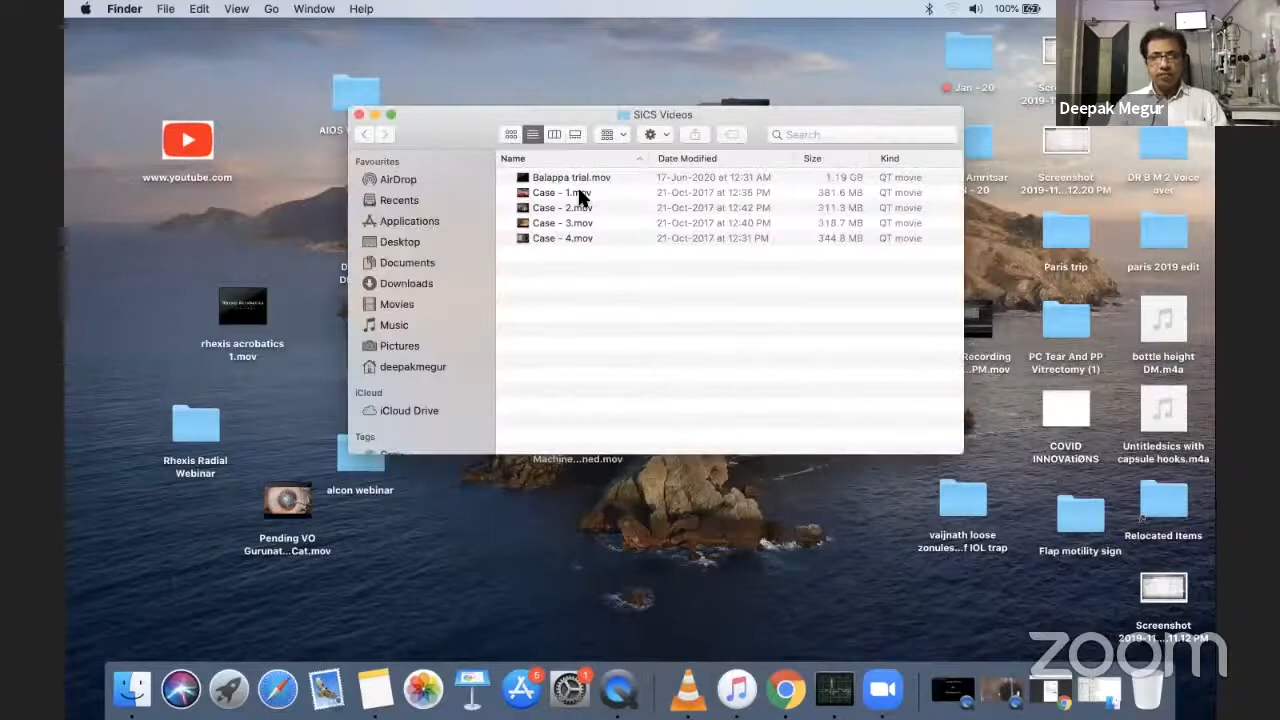 Finder File Edit View Go Window Help
100%
Deepak Megur
Jan - 20
AIOS
www.youtube.com
SICS Videos
Search
Favourites
AirDrop
Recents
Applications
Desktop
Documents
Downloads
Movies
Music
Pictures
deepakmegur
iCloud
iCloud Drive
Tags
Name Date Modified Size Kind
Balappa trial.mov 17-Jun-2020 at 12:31 AM 1.19 GB QT movie
Case - 1.mov 21-Oct-2017 at 12:35 PM 381.6 MB QT movie
Case - 2.mov 21-Oct-2017 at 12:42 PM 311.3 MB QT movie
Case - 3.mov 21-Oct-2017 at 12:40 PM 318.7 MB QT movie
Case - 4.mov 21-Oct-2017 at 12:31 PM 344.8 MB QT movie
2019-11
Amritsar
- 20
Screenshot
2019-11....12.20 PM
DR B M 2 Voice
over
Paris trip
paris 2019 edit
rhexis acrobatics
1.mov
Recording
...PM.mov
PC Tear And PP
Vitrectomy (1)
bottle height
DM.m4a
COVID
INNOVAtiØNS
Untitledsics with
capsule hooks.m4a
Rhexis Radial
Webinar
alcon webinar
Machine...ned.mov
Pending VO
Gurunat...Cat.mov
vaijnath loose
zonules...f IOL trap
Flap motility sign
Relocated Items
Screenshot
2019-11....11.12 PM
zoom
5
1